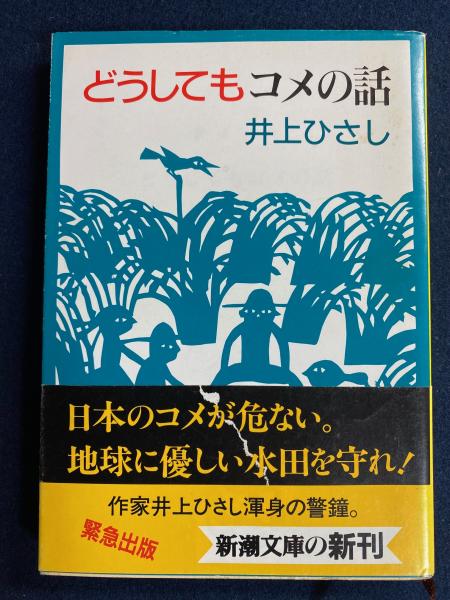 どうしてもコメの話
井上ひさし
日本のコメが危ない。
地球に優しい水田を守れ!
作家井上ひさし渾身の警鐘。
緊急出版
新潮文庫の新刊